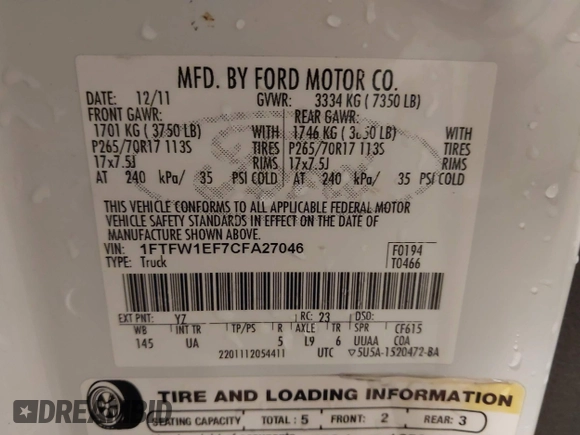 MFD. BY FORD MOTOR CO.
DATE: 12/11 GVWR: 3334 KG ( 7350 LB)
FRONT GAWR: REAR GAWR:
1701 KG ( 3750 LB) WITH 1746 KG ( LB) WITH
P265/70R17 113S TIRES P265/70R17 113S TIRES
17x7.5J RIMS 17x7.5J RIMS
AT 240 kPa/ 35 PSI COLD AT 240 kPa/ 35 PSI COLD
THIS VEHICLE CONFORMS TO ALL APPLICABLE FEDERAL MOTOR
VEHICLE SAFETY STANDARDS IN EFFECT ON THE DATE OF
MANUFACTURE SHOWN ABOVE.
VIN: 1FTFW1EF7CFA27046 F0194
TYPE: Truck T0466
EXT PNT: YZ RC: 23 DSO:
WB INT TR TP/PS R AXLE TR SPR CF615
145 UA 5 L9 6 UUAA COA
2201112054411 UTC ▽5U5A-1520472-BA
TIRE AND LOADING INFORMATION
SEATING CAPACITY TOTAL: 5 FRONT: 2 REAR: 3
DREAMBID